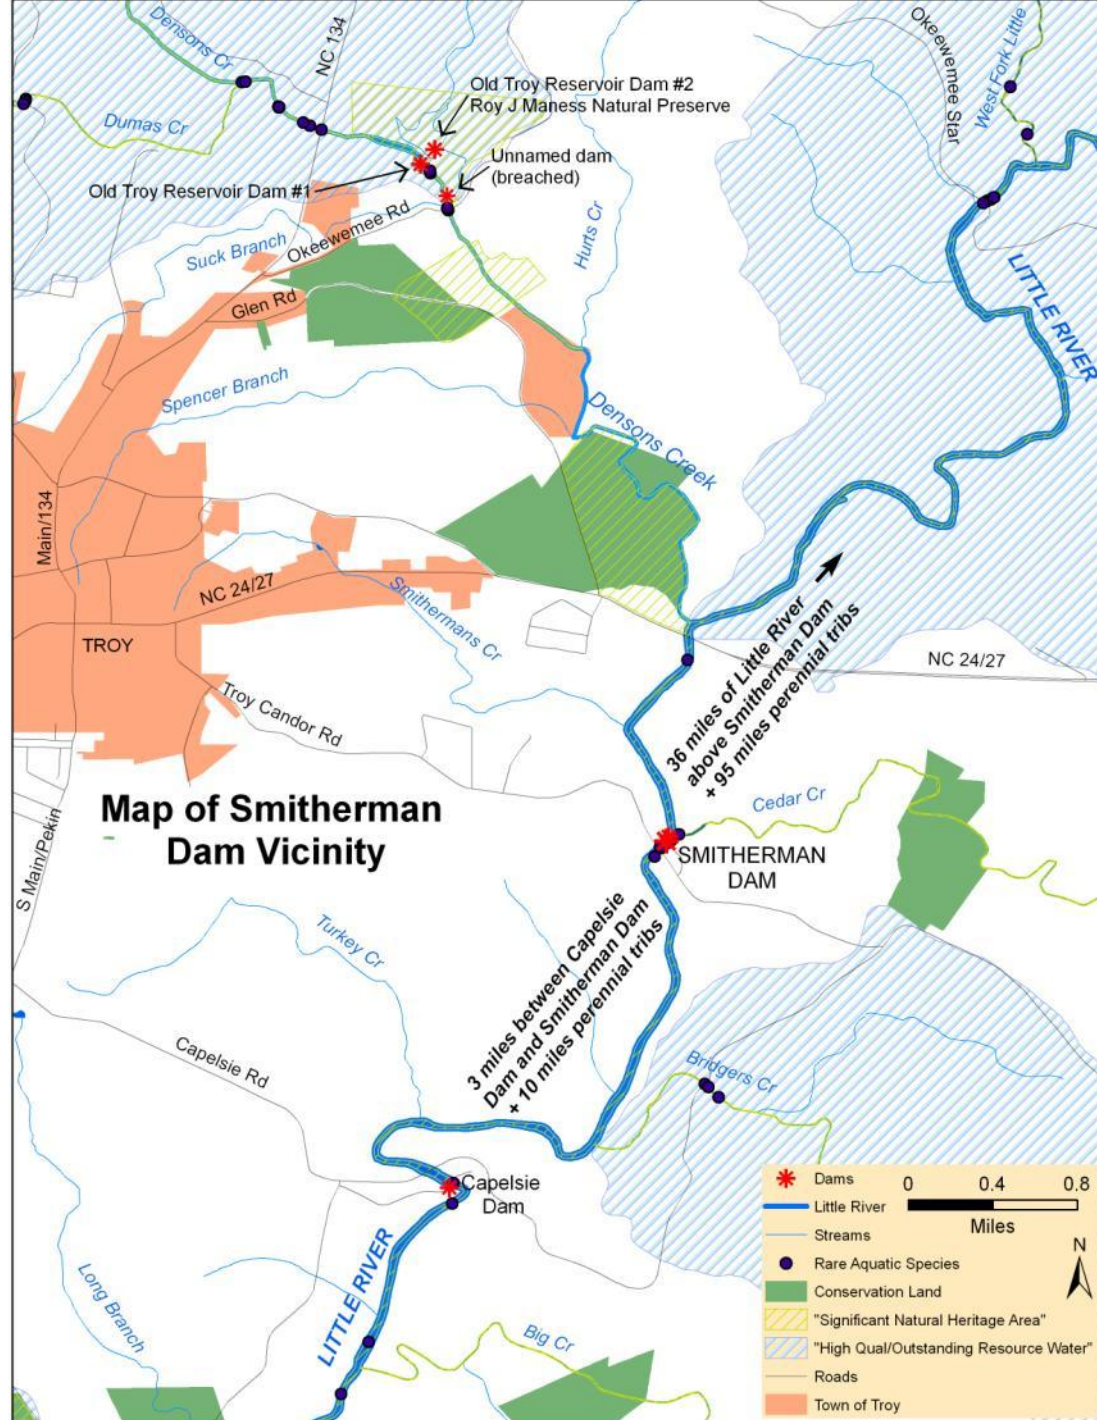 Densons Cr
NC 134
Okeewemee Star
West Fork Little
Old Troy Reservoir Dam #2
Roy J Maness Natural Preserve
Dumas Cr
Unnamed dam
(breached)
Old Troy Reservoir Dam #1
Okeewemee Rd
Hurts Cr
Suck Branch
LITTLE RIVER
Glen Rd
Spencer Branch
Densons Creek
Main/134
NC 24/27
Smithermans Cr
TROY
36 miles of Little River
above Smitherman Dam
+ 95 miles perennial tribs
NC 24/27
Troy Candor Rd
Map of Smitherman
Dam Vicinity
Cedar Cr
S Main/Pekin
SMITHERMAN
DAM
Turkey Cr
3 miles between Capelsie
Dam and Smitherman Dam
+ 10 miles perennial tribs
Capelsie Rd
Bridgers Cr
Capelsie
Dam
Long Branch
LITTLE RIVER
Big Cr
Dams
0 0.4 0.8
Little River
Miles
Streams
N
Rare Aquatic Species
Conservation Land
"Significant Natural Heritage Area"
"High Qual/Outstanding Resource Water"
Roads
Town of Troy